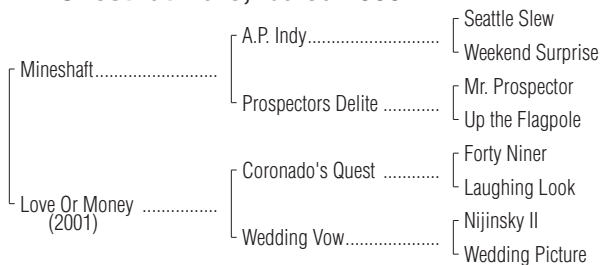 Seattle Slew
A.P. Indy
Weekend Surprise
Mineshaft
Mr. Prospector
Prospectors Delite
Up the Flagpole
Forty Niner
Coronado's Quest
Laughing Look
Love Or Money
(2001)
Nijinsky II
Wedding Vow
Wedding Picture